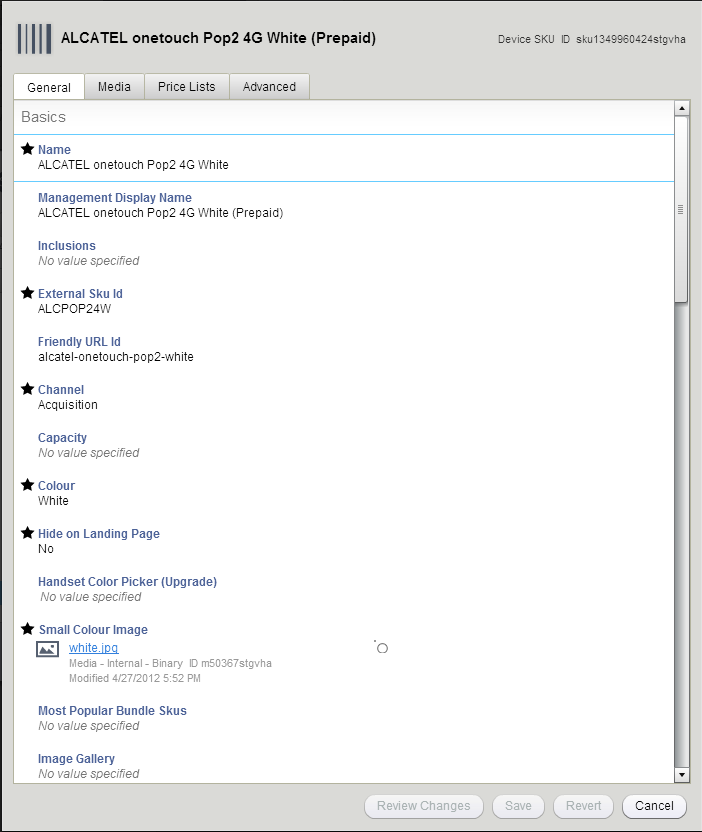 ALCATEL onetouch Pop2 4G White (Prepaid)
Device SKU ID sku1349960424stgvha
General
Media
Price Lists
Advanced
Basics
Name
ALCATEL onetouch Pop2 4G White
Management Display Name
ALCATEL onetouch Pop2 4G White (Prepaid)
Inclusions
No value specified
External Sku Id
ALCPOP24W
Friendly URL Id
alcatel-onetouch-pop2-white
Channel
Acquisition
Capacity
No value specified
Colour
White
Hide on Landing Page
No
Handset Color Picker (Upgrade)
No value specified
Small Colour Image
white.jpg
Media - Internal - Binary ID m50367stgvha
Modified 4/27/2012 5:52 PM
Most Popular Bundle Skus
No value specified
Image Gallery
No value specified
Review Changes
Save
Revert
Cancel